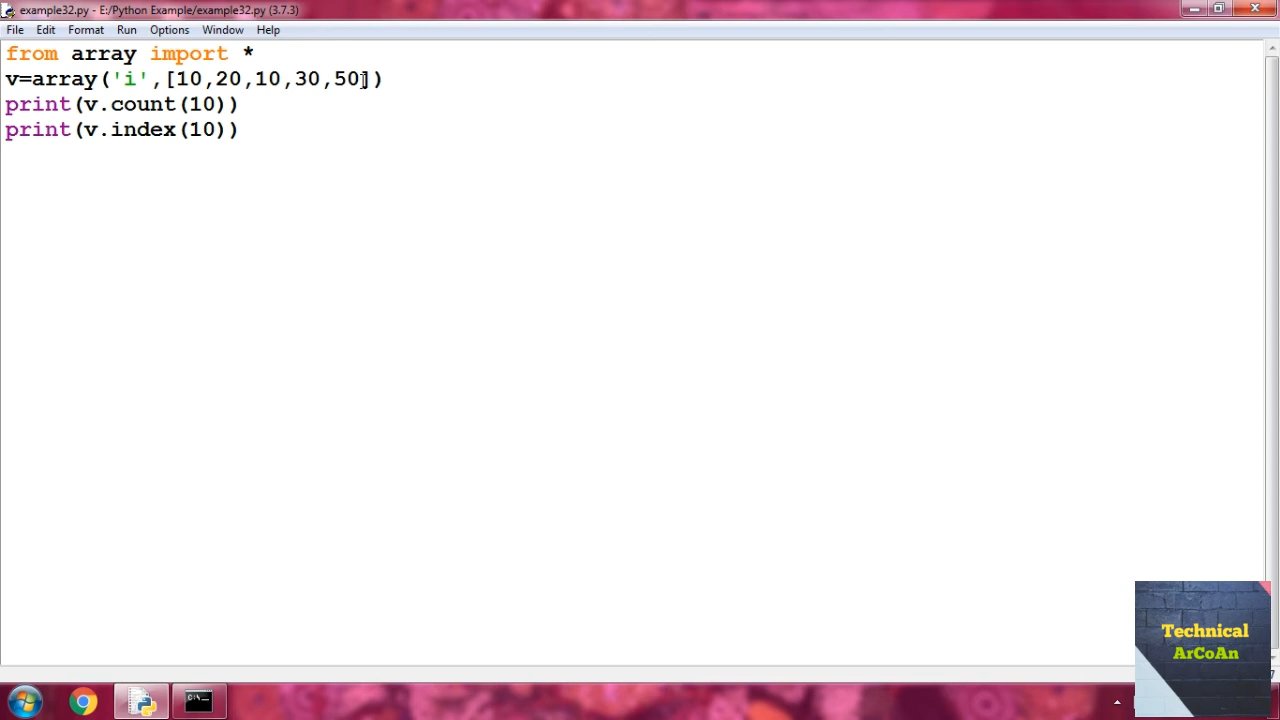 example32.py - E:/Python Example/example32.py (3.7.3)
File Edit Format Run Options Window Help
from array import *
v=array('i',[10,20,10,30,50])
print(v.count(10))
print(v.index(10))
Technical
ArCoAn
C:\_